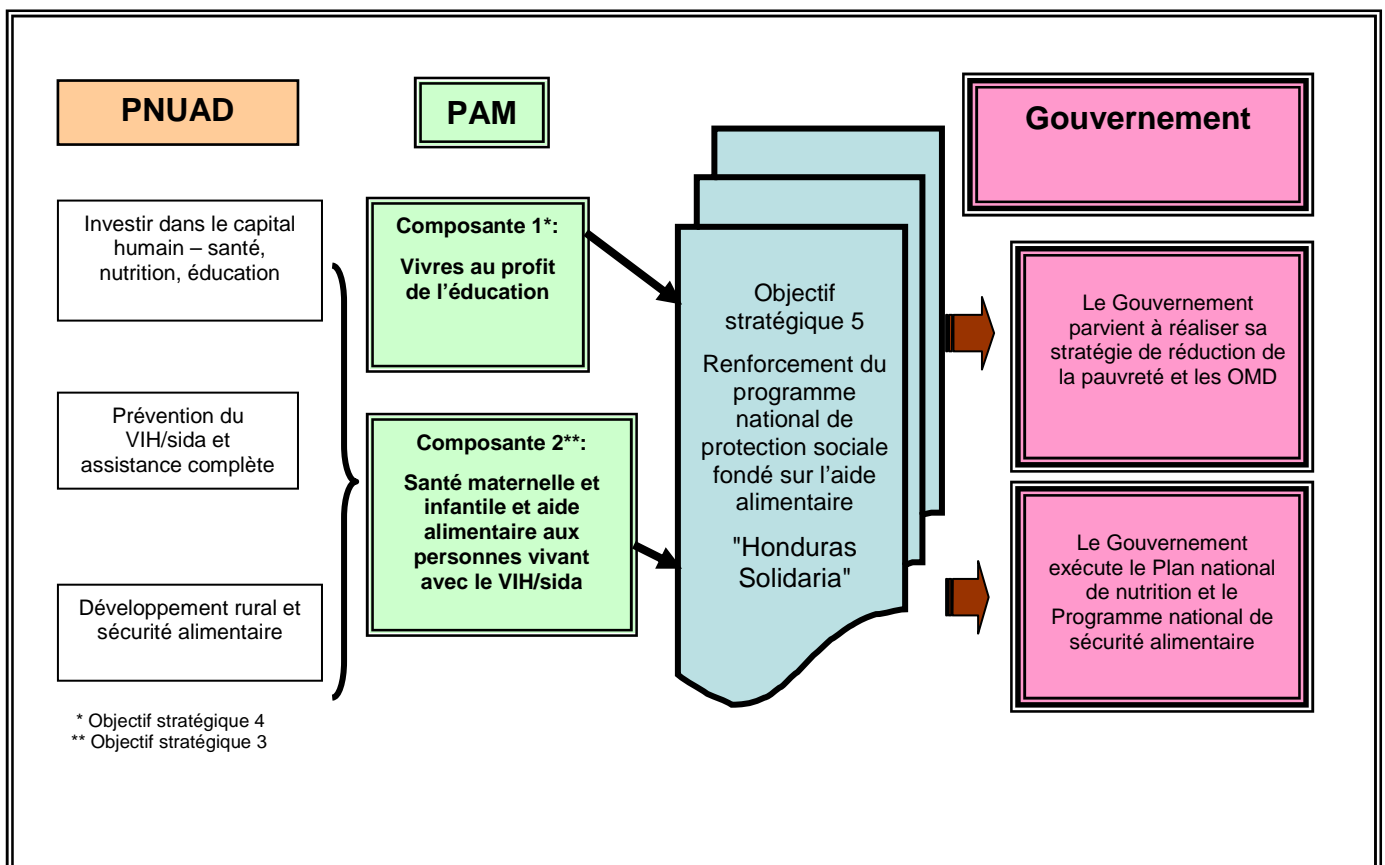 PNUAD
Investir dans le capital
humain – santé,
nutrition, éducation
Prévention du
VIH/sida et
assistance complète
Développement rural et
sécurité alimentaire
* Objectif stratégique 4
** Objectif stratégique 3
PAM
Composante 1*:
Vivres au profit
de l’éducation
Composante 2**:
Santé maternelle et
infantile et aide
alimentaire aux
personnes vivant
avec le VIH/sida
Objectif
stratégique 5
Renforcement du
programme
national de
protection sociale
fondé sur l’aide
alimentaire
"Honduras
Solidaria"
Gouvernement
Le Gouvernement
parvient à réaliser sa
stratégie de réduction de
la pauvreté et les OMD
Le Gouvernement
exécute le Plan national
de nutrition et le
Programme national de
sécurité alimentaire